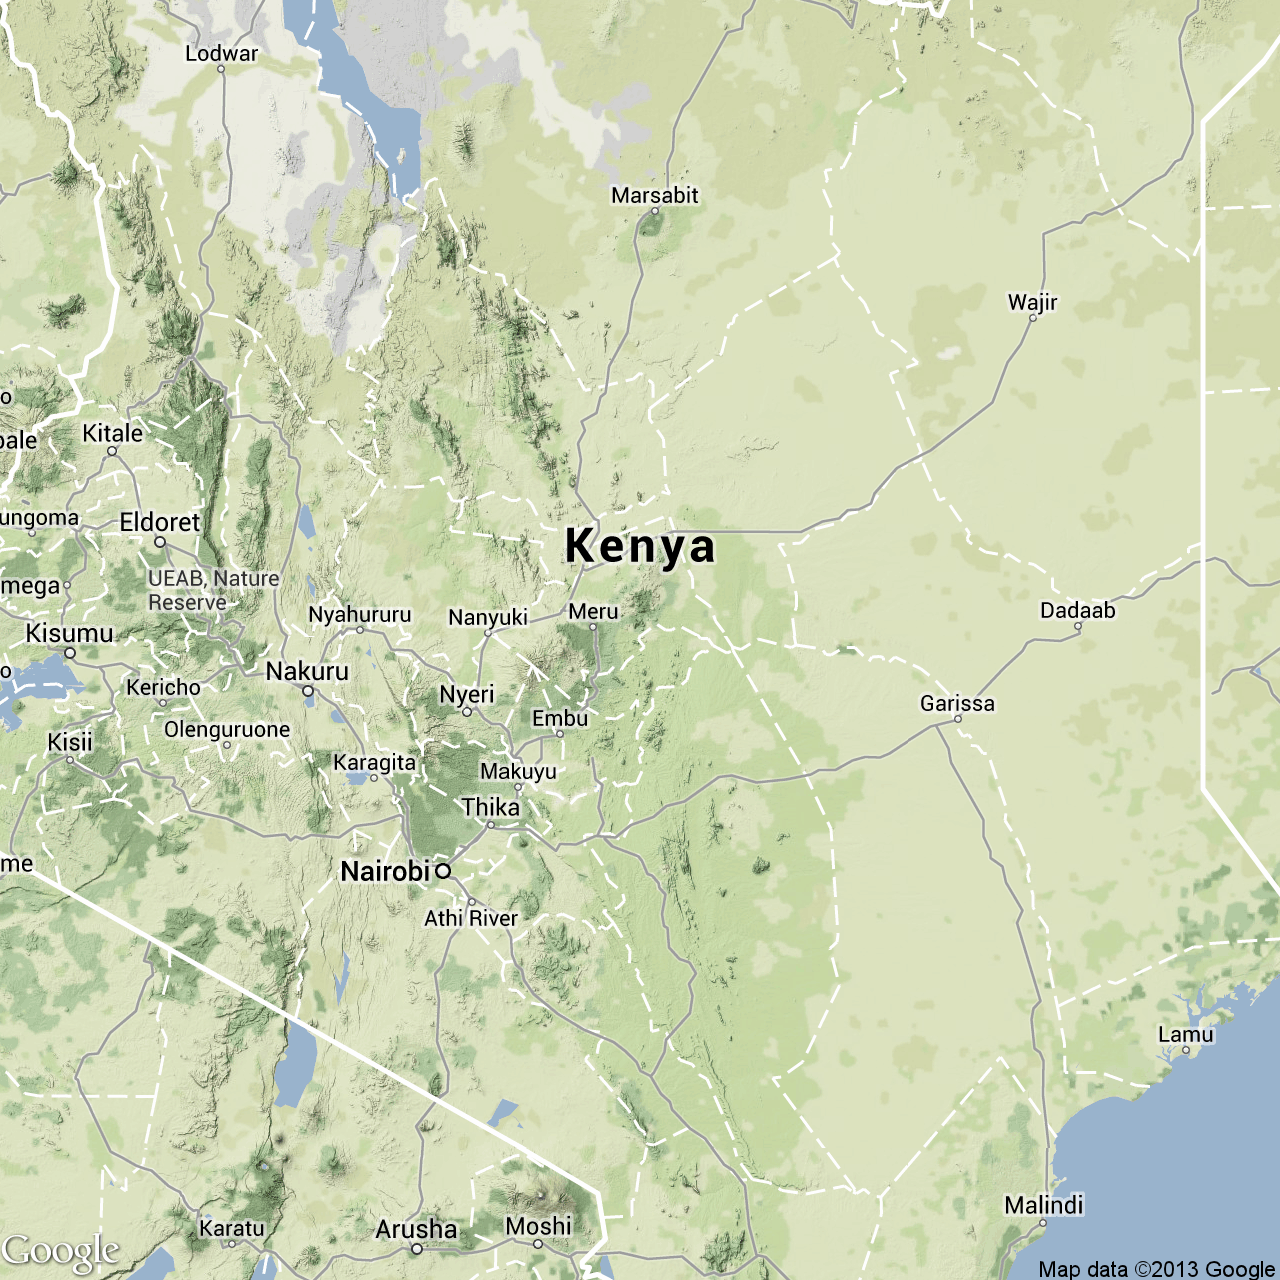 Lodwar
Marsabit
Wajir
o
bale
Kitale
ungoma
Eldoret
Kenya
mega
UEAB, Nature
Reserve
Nyahururu
Nanyuki
Meru
Dadaab
Kisumu
o
Nakuru
Kericho
Nyeri
Garissa
Embu
Olenguruone
Kisii
Karagita
Makuyu
Thika
me
Nairobi
Athi River
Lamu
Malindi
Karatu
Arusha
Moshi
Google
Map data ©2013 Google